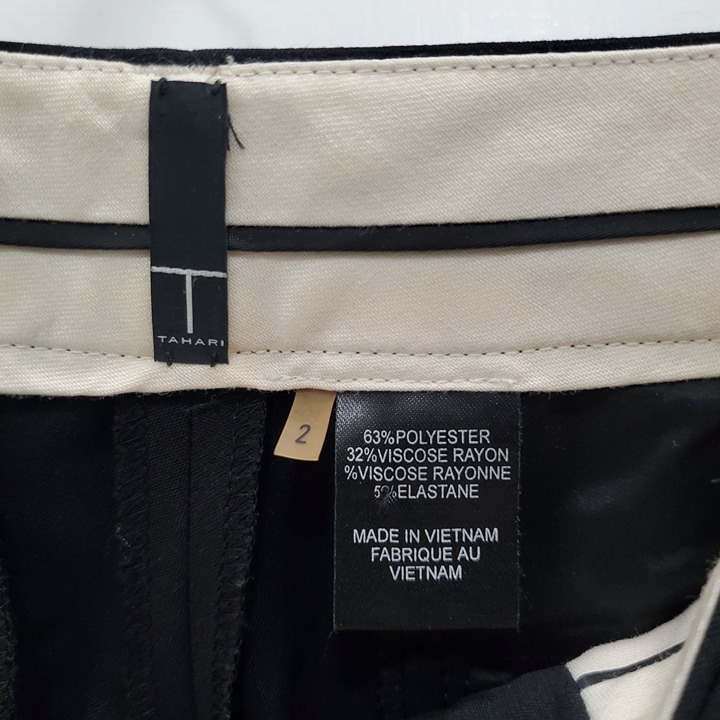 T
TAHARI
2
63%POLYESTER
32%VISCOSE RAYON
%VISCOSE RAYONNE
5%ELASTANE
MADE IN VIETNAM
FABRIQUE AU
VIETNAM